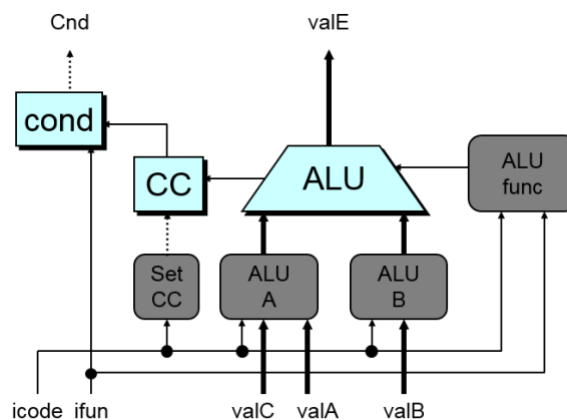 Cnd
valE
cond
CC
ALU
ALU
func
Set
CC
ALU
A
ALU
B
icode
ifun
valC
valA
valB